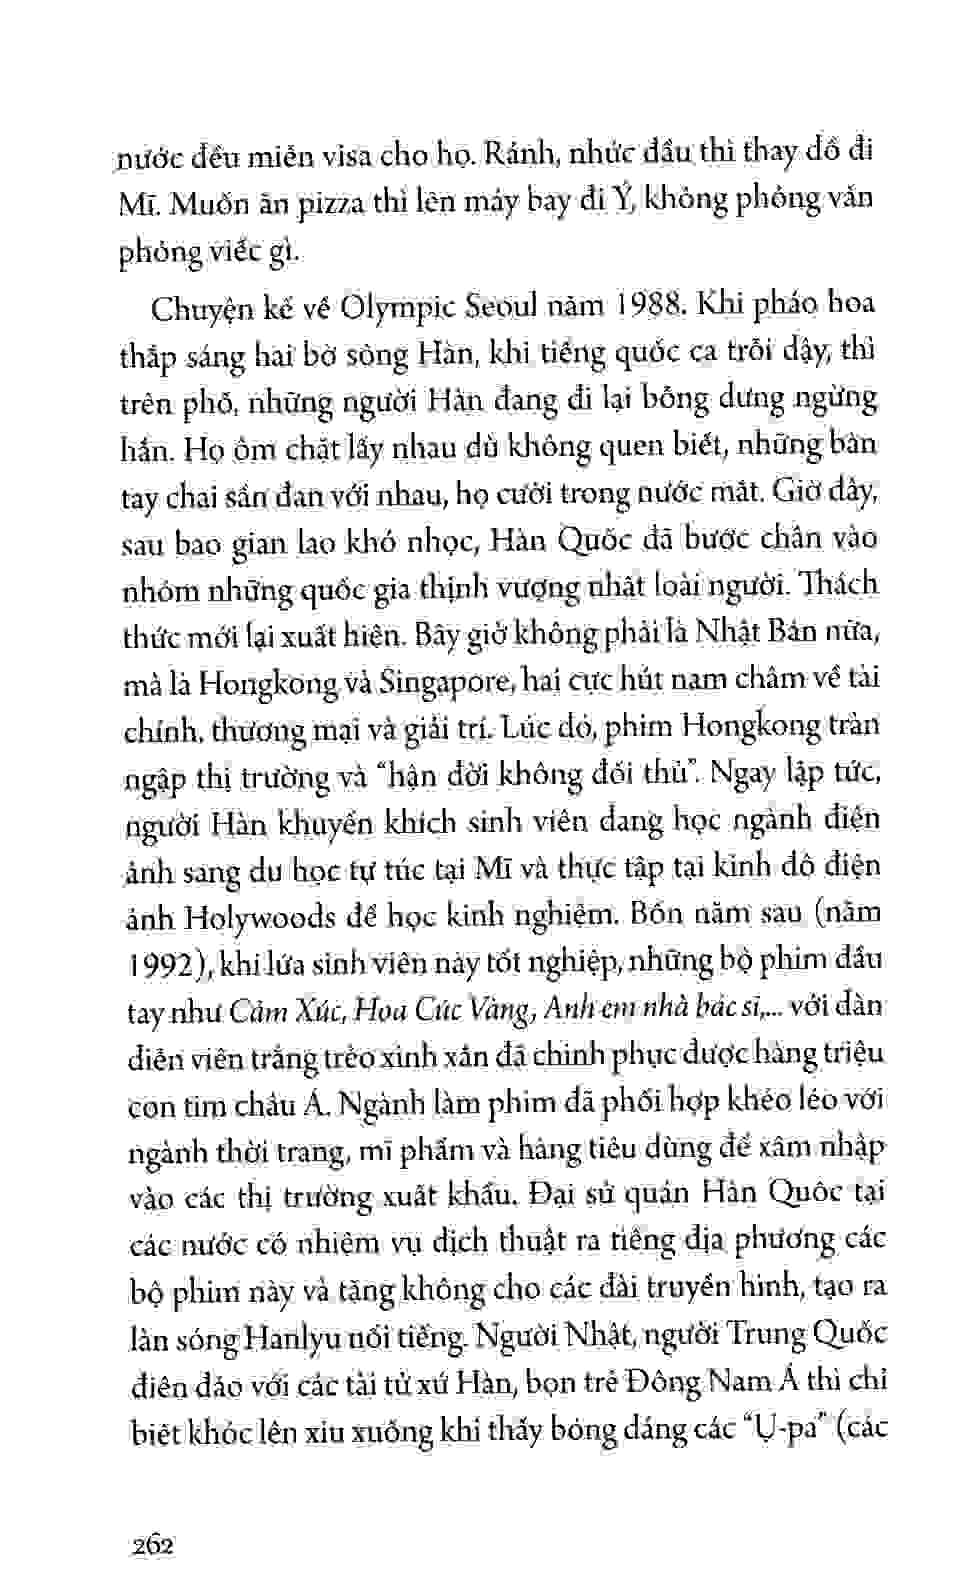 nước đều miễn visa cho họ. Rảnh, nhức đầu thì thay đồ đi
Mĩ. Muốn ăn pizza thì lên máy bay đi Ý, không phỏng vấn
phỏng viếc gì.
Chuyện kể về Olympic Seoul năm 1988. Khi pháo hoa
thắp sáng hai bờ sông Hàn, khi tiếng quốc ca trỗi dậy, thì
trên phố, những người Hàn đang đi lại bỗng dưng ngừng
hẳn. Họ ôm chặt lấy nhau dù không quen biết, những bàn
tay chai sần đan với nhau, họ cười trong nước mắt. Giờ đây,
sau bao gian lao khó nhọc, Hàn Quốc đã bước chân vào
nhóm những quốc gia thịnh vượng nhất loài người. Thách
thức mới lại xuất hiện. Bây giờ không phải là Nhật Bản nữa,
mà là Hongkong và Singapore, hai cực hút nam châm về tài
chính, thương mại và giải trí. Lúc đó, phim Hongkong tràn
ngập thị trường và “hận đời không đối thủ”. Ngay lập tức,
người Hàn khuyến khích sinh viên đang học ngành điện
ảnh sang du học tự túc tại Mĩ và thực tập tại kinh đô điện
ảnh Holywoods để học kinh nghiệm. Bốn năm sau (năm
1992), khi lứa sinh viên này tốt nghiệp, những bộ phim đầu
tay như Cảm Xúc, Hoa Cúc Vàng, Anh em nhà bác sĩ,... với dàn
diễn viên trắng trẻo xinh xắn đã chinh phục được hàng triệu
con tim châu Á. Ngành làm phim đã phối hợp khéo léo với
ngành thời trang, mĩ phẩm và hàng tiêu dùng để xâm nhập
vào các thị trường xuất khẩu. Đại sứ quán Hàn Quốc tại
các nước có nhiệm vụ dịch thuật ra tiếng địa phương các
bộ phim này và tặng không cho các đài truyền hình, tạo ra
làn sóng Hanlyu nổi tiếng. Người Nhật, người Trung Quốc
điên đảo với các tài tử xứ Hàn, bọn trẻ Đông Nam Á thì chỉ
biết khóc lên xỉu xuống khi thấy bóng dáng các “Ụ-pa” (các
262